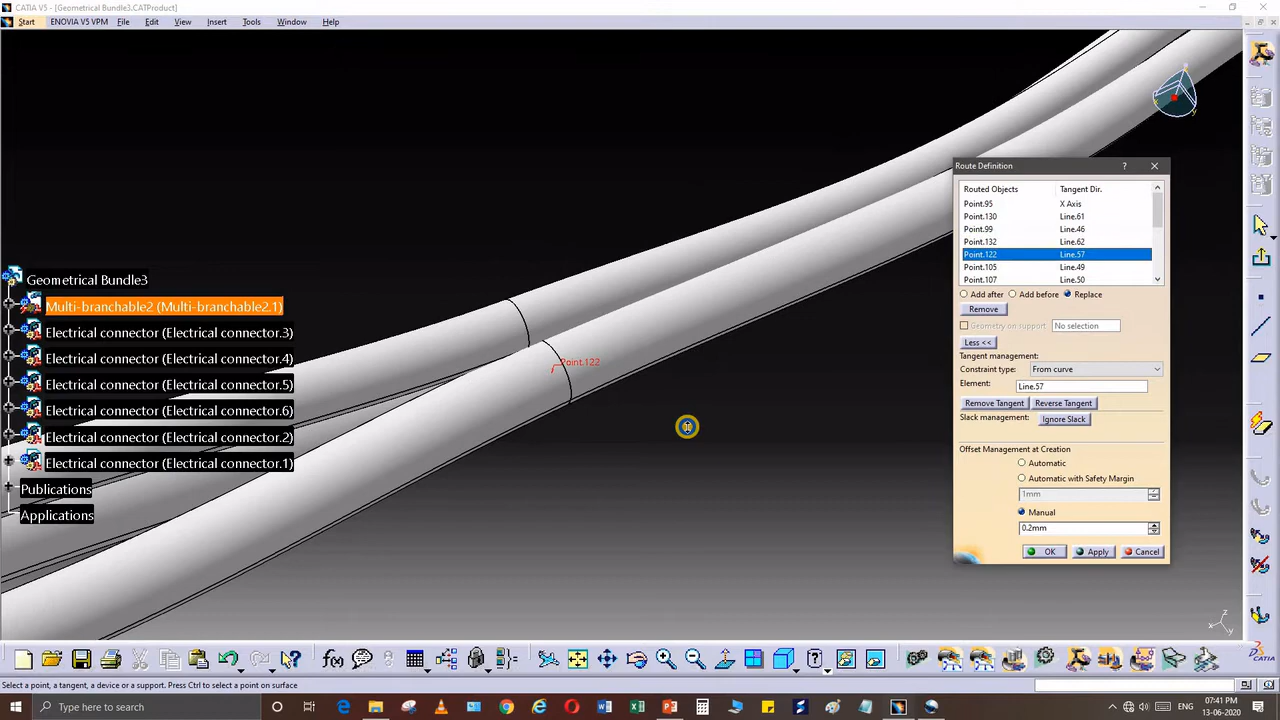 CATIA V5 - [Geometrical Bundle3.CATProduct]
Start ENOVIA V5 VPM File Edit View Insert Tools Window Help
Geometrical Bundle3
Multi-branchable2 (Multi-branchable2.1)
Electrical connector (Electrical connector.3)
Electrical connector (Electrical connector.4)
Electrical connector (Electrical connector.5)
Electrical connector (Electrical connector.6)
Electrical connector (Electrical connector.2)
Electrical connector (Electrical connector.1)
Publications
Applications
Point.122
Route Definition ?
Routed Objects Tangent Dir.
Point.95 X Axis
Point.130 Line.61
Point.99 Line.46
Point.132 Line.62
Point.122 Line.57
Point.105 Line.49
Point.107 Line.50
Add after Add before Replace
Remove
Geometry on support No selection
Less <<
Tangent management:
Constraint type: From curve
Element: Line.57
Remove Tangent Reverse Tangent
Slack management: Ignore Slack
Offset Management at Creation
Automatic
Automatic with Safety Margin
1mm
Manual
0.2mm
OK Apply Cancel
x
y
z
f(x)
CATIA
Select a point, a tangent, a device or a support. Press Ctrl to select a point on surface
Type here to search
ENG
07:41 PM
13-06-2020